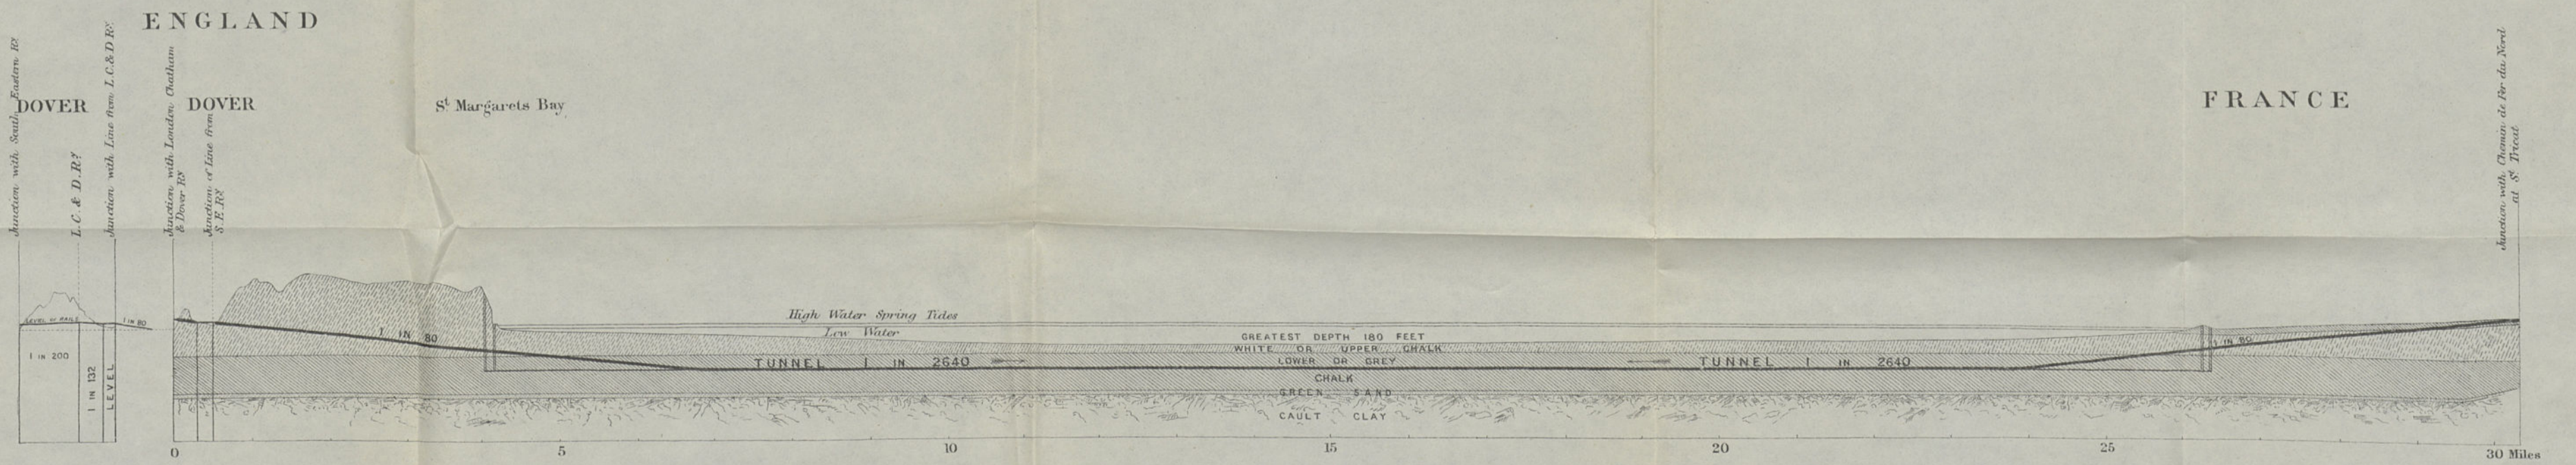 ENGLAND
FRANCE
DOVER
DOVER
St Margarets Bay
Junction with South Eastern Ry.
L.C. & D.Ry.
Junction with Line from L.C.& D Ry.
Junction with London Chatham
& Dover Ry
Junction of Line from
S.E.Ry.
Junction with Chemin de Fer du Nord
at St Tricat
High Water Spring Tides
Low Water
LEVEL OF RAILS
1 IN 80
1 IN 80
1 IN 80
1 IN 200
1 IN 132
LEVEL
GREATEST DEPTH 180 FEET
WHITE OR UPPER CHALK
TUNNEL 1 IN 2640
LOWER OR GREY
TUNNEL 1 IN 2640
CHALK
GREEN SAND
CAULT CLAY
0 5 10 15 20 25 30 Miles